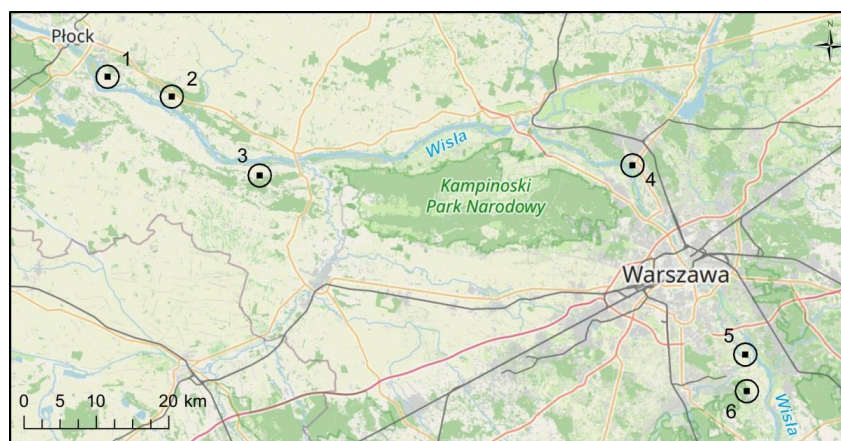 N
Płock
1
2
3
Wisła
4
Kampinoski
Park Narodowy
Warszawa
5
6
Wisła
0 5 10 20 km